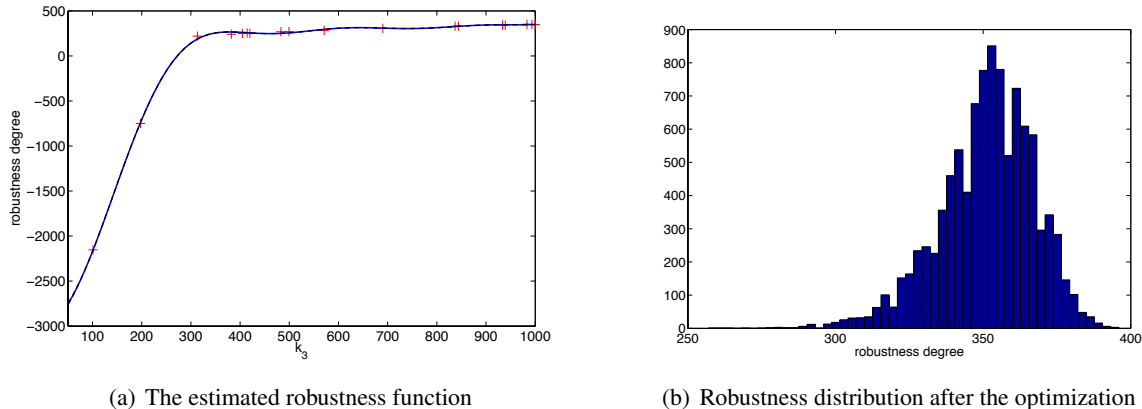 500
0
−500
−1000
−1500
−2000
−2500
−3000
robustness degree
100 200 300 400 500 600 700 800 900 1000
k3
(a) The estimated robustness function
900
800
700
600
500
400
300
200
100
0
250 300 350 400
robustness degree
(b) Robustness distribution after the optimization